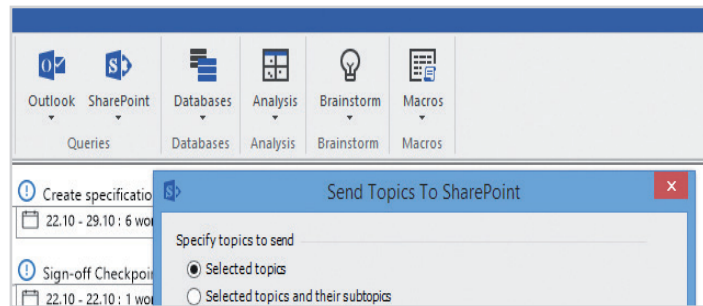 Outlook SharePoint Databases Analysis Brainstorm Macros
Queries Databases Analysis Brainstorm Macros
Create specificatio
Send Topics To SharePoint
22.10 - 29.10 : 6 wor
Specify topics to send
Selected topics
Sign-off Checkpoi
Selected topics and their subtopics
22.10 - 22.10 : 1 wor